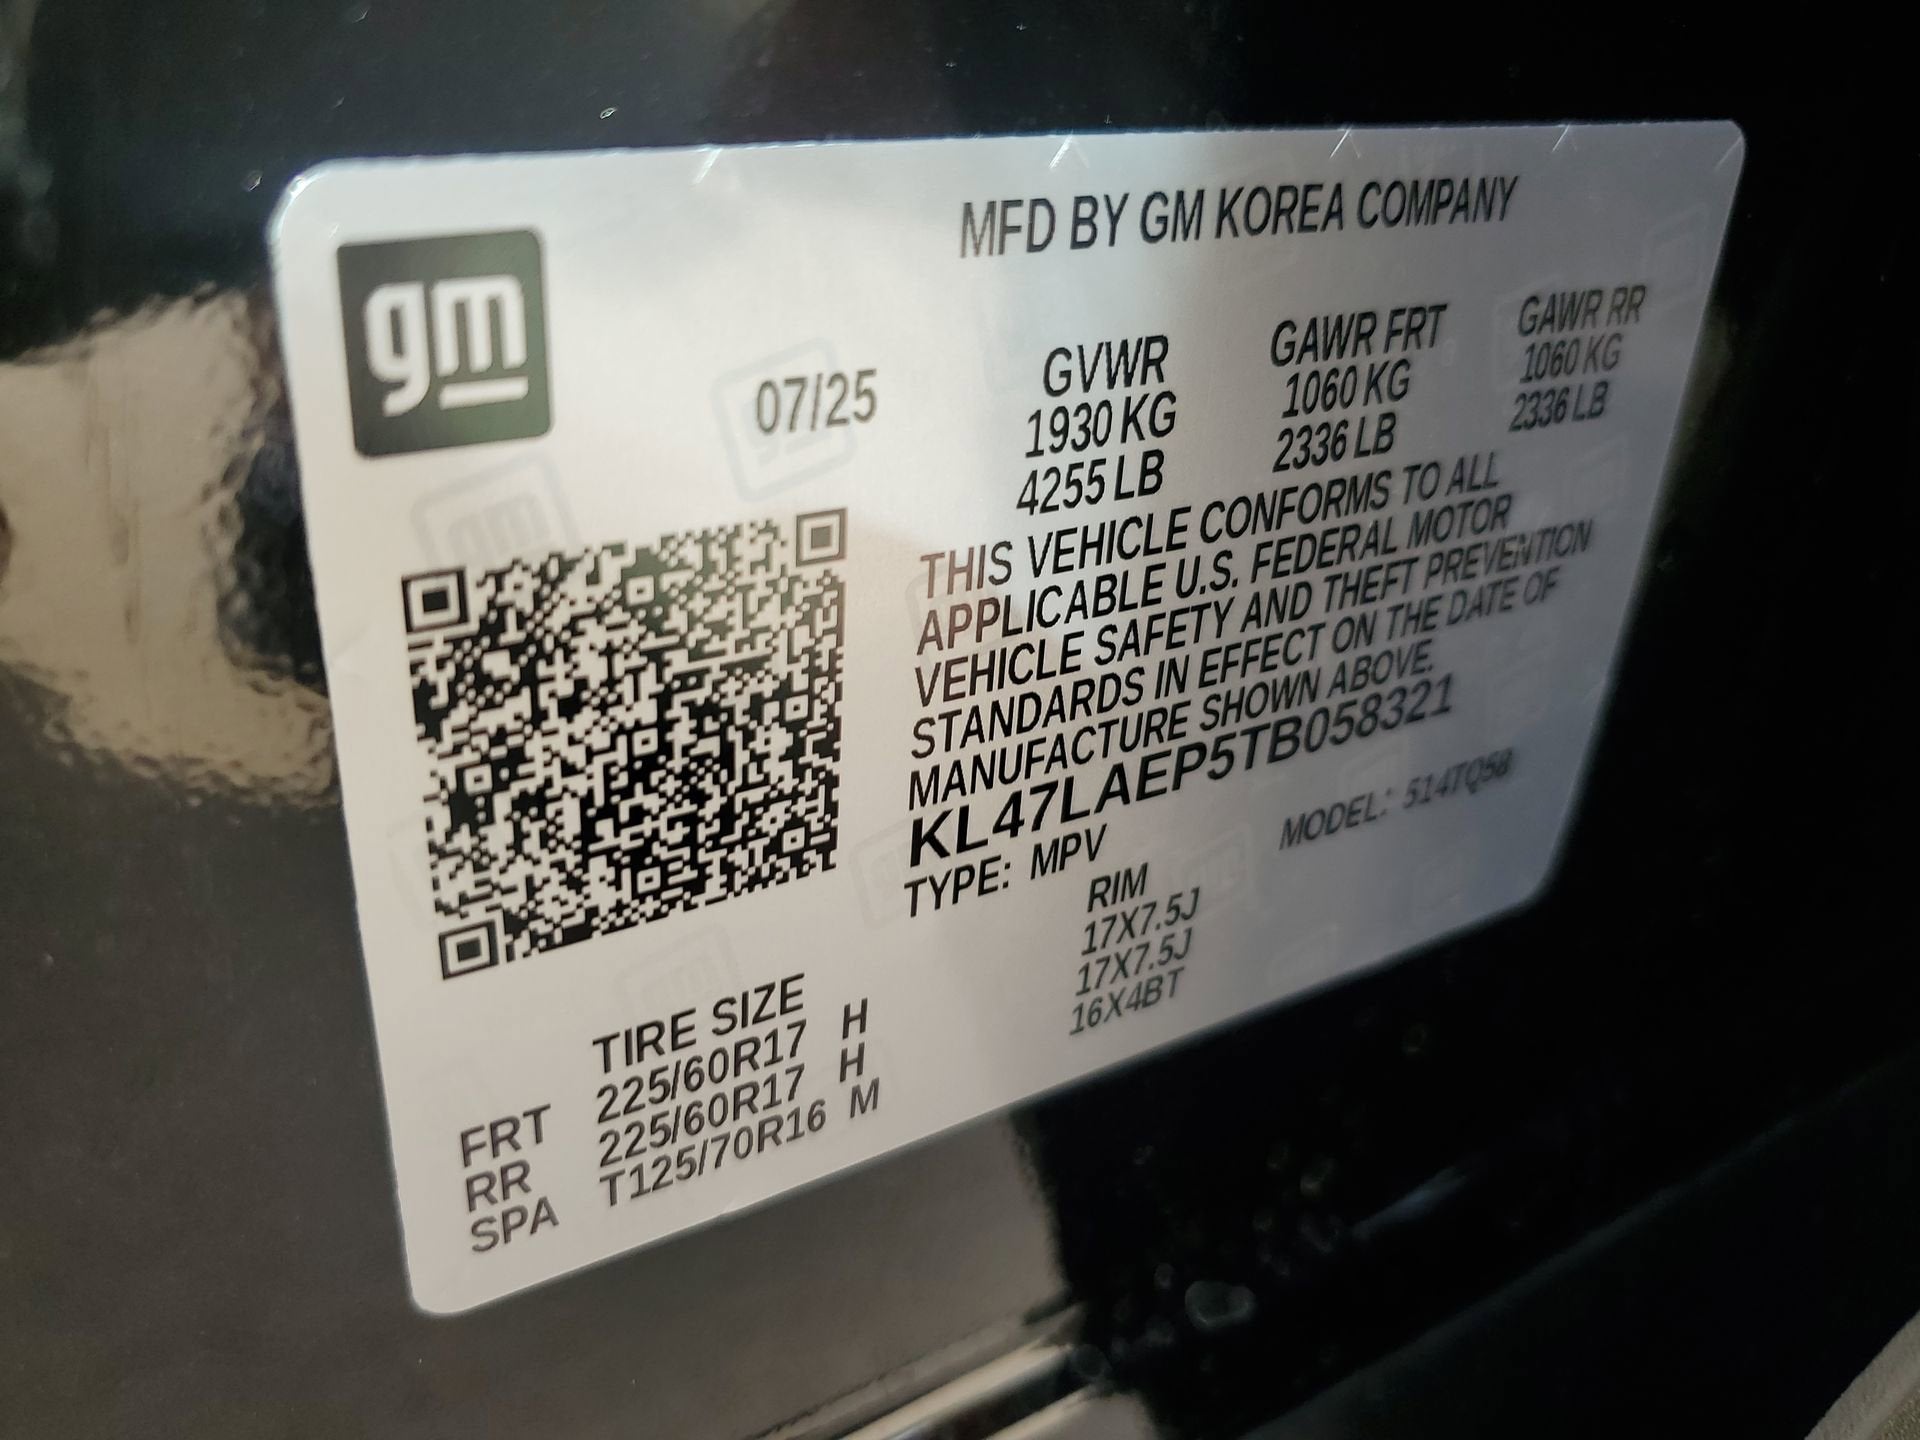 gm
MFD BY GM KOREA COMPANY
07/25
GVWR GAWR FRT GAWR RR
1930 KG 1060 KG 1060 KG
4255 LB 2336 LB 2336 LB
THIS VEHICLE CONFORMS TO ALL
APPLICABLE U.S. FEDERAL MOTOR
VEHICLE SAFETY AND THEFT PREVENTION
STANDARDS IN EFFECT ON THE DATE OF
MANUFACTURE SHOWN ABOVE.
KL47LAEP5TB058321
TYPE: MPV MODEL: 514TQ58
TIRE SIZE RIM
FRT 225/60R17 H 17X7.5J
RR 225/60R17 H 17X7.5J
SPA T125/70R16 M 16X4BT